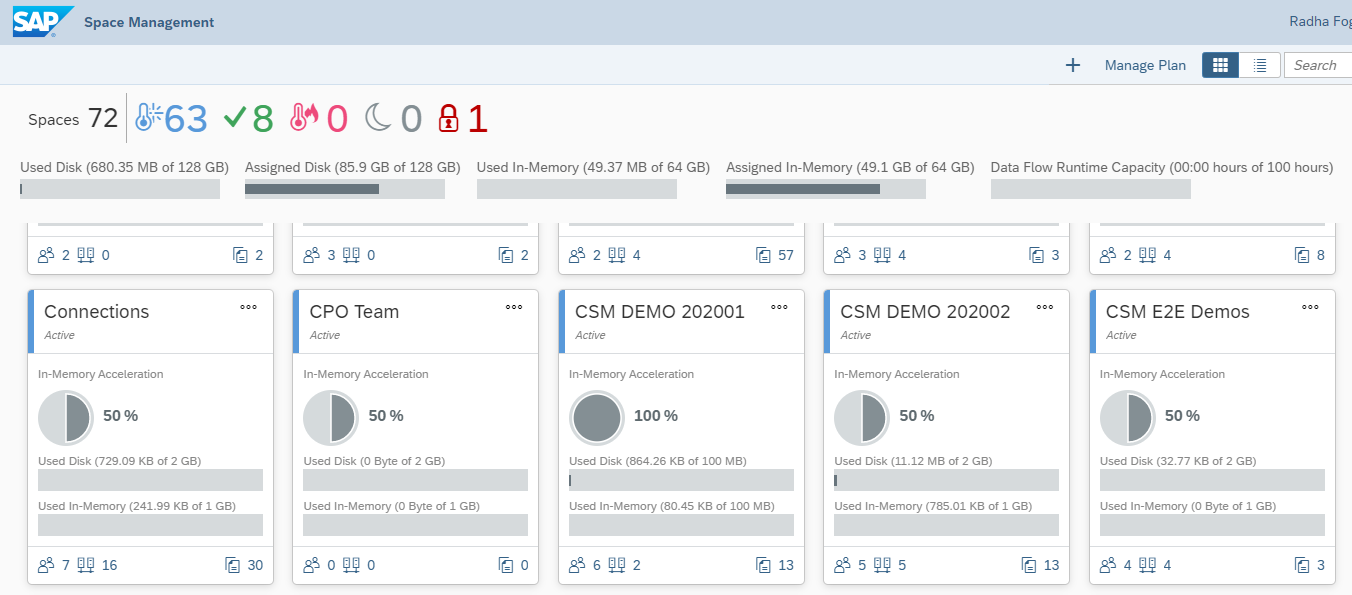 SAP Space Management Radha Fog
Manage Plan Search
Spaces 72 63 8 0 0 1
Used Disk (680.35 MB of 128 GB) Assigned Disk (85.9 GB of 128 GB) Used In-Memory (49.37 MB of 64 GB) Assigned In-Memory (49.1 GB of 64 GB) Data Flow Runtime Capacity (00:00 hours of 100 hours)
2 0 2 3 0 2 2 4 57 3 4 3 2 4 8
Connections
Active
In-Memory Acceleration
50 %
Used Disk (729.09 KB of 2 GB)
Used In-Memory (241.99 KB of 1 GB)
7 16 30
CPO Team
Active
In-Memory Acceleration
50 %
Used Disk (0 Byte of 2 GB)
Used In-Memory (0 Byte of 1 GB)
0 0 0
CSM DEMO 202001
Active
In-Memory Acceleration
100 %
Used Disk (864.26 KB of 100 MB)
Used In-Memory (80.45 KB of 100 MB)
6 2 13
CSM DEMO 202002
Active
In-Memory Acceleration
50 %
Used Disk (11.12 MB of 2 GB)
Used In-Memory (785.01 KB of 1 GB)
5 5 13
CSM E2E Demos
Active
In-Memory Acceleration
50 %
Used Disk (32.77 KB of 2 GB)
Used In-Memory (0 Byte of 1 GB)
4 4 3